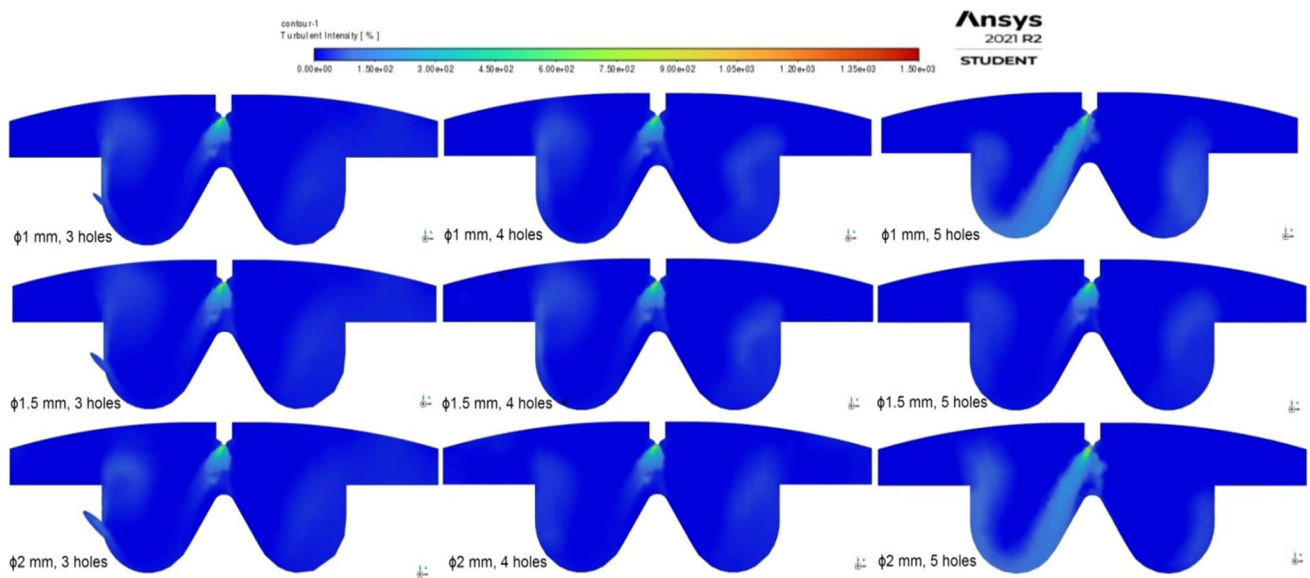 contour-1
Turbulent Intensity [ % ]
0.00e+00 1.50e+02 3.00e+02 4.50e+02 6.00e+02 7.50e+02 9.00e+02 1.05e+03 1.20e+03 1.35e+03 1.50e+03
Ansys
2021 R2
STUDENT
ϕ1 mm, 3 holes
ϕ1 mm, 4 holes
ϕ1 mm, 5 holes
ϕ1.5 mm, 3 holes
ϕ1.5 mm, 4 holes
ϕ1.5 mm, 5 holes
ϕ2 mm, 3 holes
ϕ2 mm, 4 holes
ϕ2 mm, 5 holes